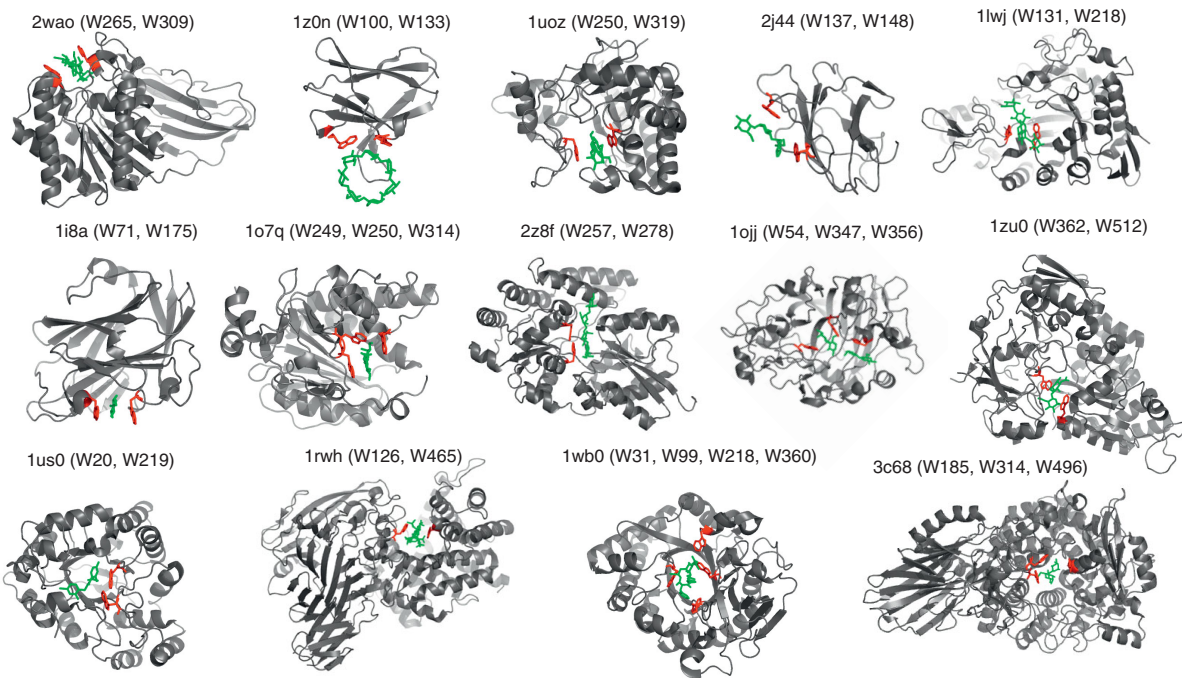 2wao (W265, W309)
1z0n (W100, W133)
1uoz (W250, W319)
2j44 (W137, W148)
1lwj (W131, W218)
1i8a (W71, W175)
1o7q (W249, W250, W314)
2z8f (W257, W278)
1ojj (W54, W347, W356)
1zu0 (W362, W512)
1us0 (W20, W219)
1rwh (W126, W465)
1wb0 (W31, W99, W218, W360)
3c68 (W185, W314, W496)